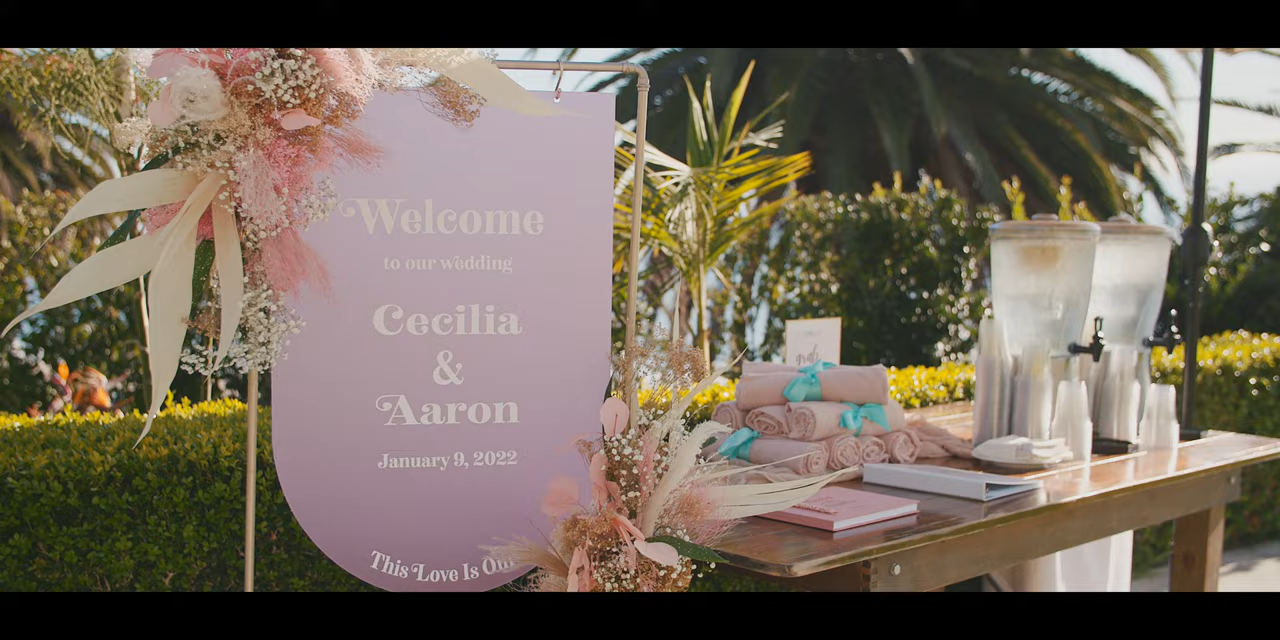 Welcome
to our wedding
Cecilia
&
Aaron
January 9, 2022
This Love Is